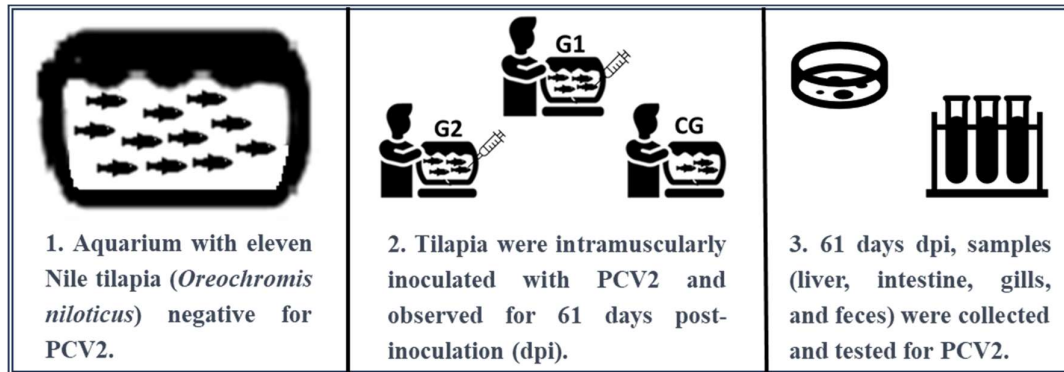 1. Aquarium with eleven
Nile tilapia (Oreochromis
niloticus) negative for
PCV2.
G1
G2
CG
2. Tilapia were intramuscularly
inoculated with PCV2 and
observed for 61 days post-
inoculation (dpi).
3. 61 days dpi, samples
(liver, intestine, gills,
and feces) were collected
and tested for PCV2.